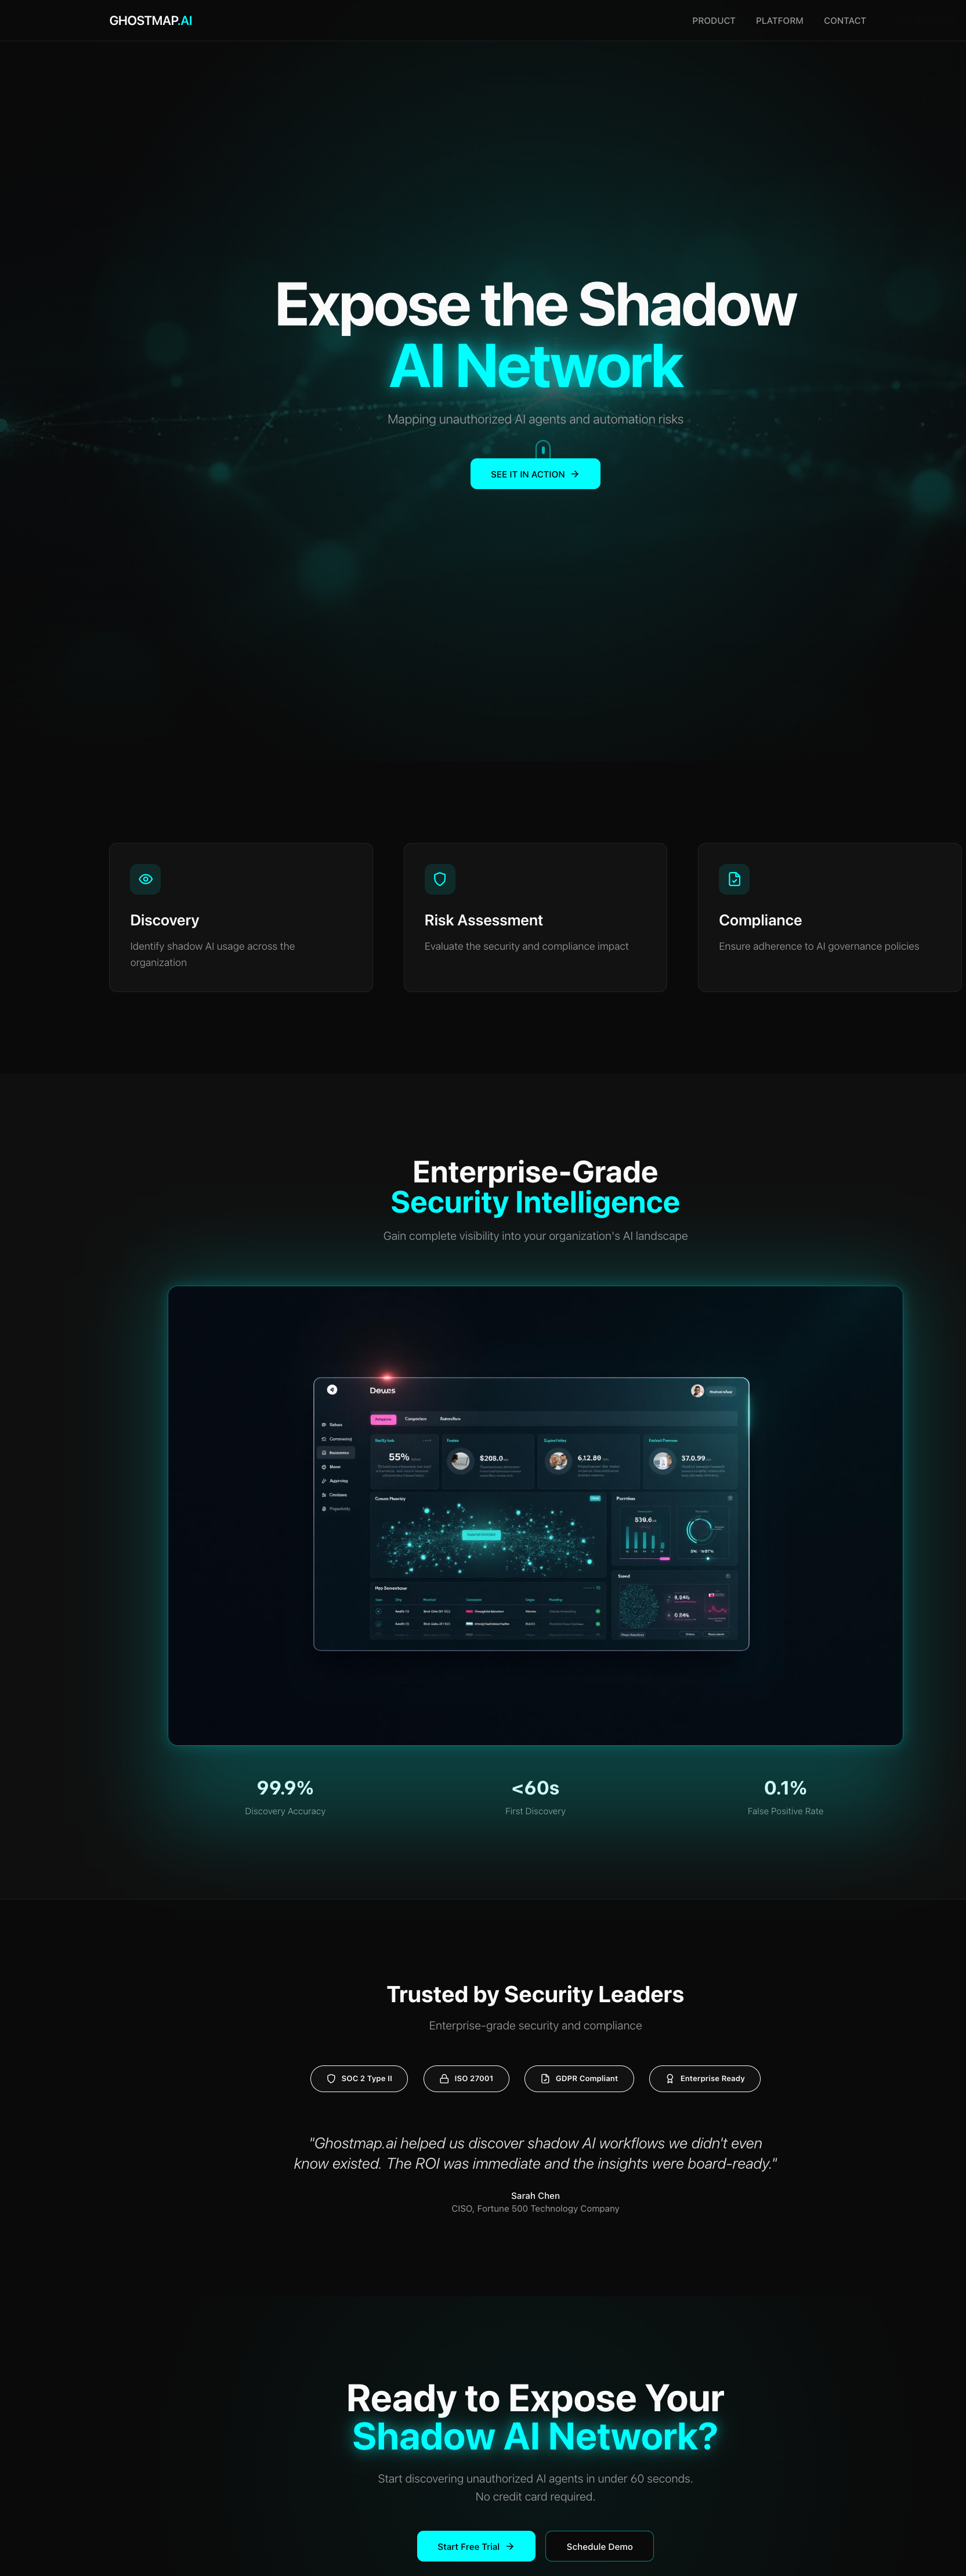 GHOSTMAP.AI
PRODUCT
PLATFORM
CONTACT
Expose the Shadow
AI Network
Mapping unauthorized AI agents and automation risks
SEE IT IN ACTION
Discovery
Identify shadow AI usage across the
organization
Risk Assessment
Evaluate the security and compliance impact
Compliance
Ensure adherence to AI governance policies
Enterprise-Grade
Security Intelligence
Gain complete visibility into your organization's AI landscape
55%
$208.0
6,12.80
37.0.99
99.9%
Discovery Accuracy
<60s
First Discovery
0.1%
False Positive Rate
Trusted by Security Leaders
Enterprise-grade security and compliance
SOC 2 Type II
ISO 27001
GDPR Compliant
Enterprise Ready
"Ghostmap.ai helped us discover shadow AI workflows we didn't even
know existed. The ROI was immediate and the insights were board-ready."
Sarah Chen
CISO, Fortune 500 Technology Company
Ready to Expose Your
Shadow AI Network?
Start discovering unauthorized AI agents in under 60 seconds.
No credit card required.
Start Free Trial
Schedule Demo